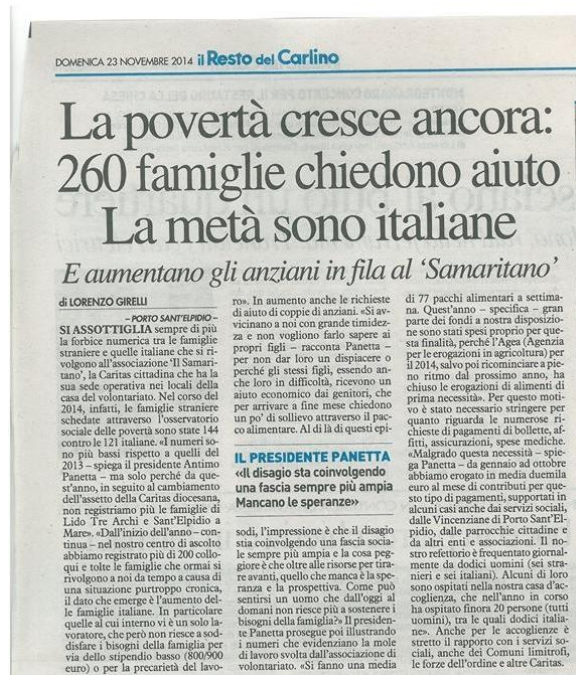 DOMENICA 23 NOVEMBRE 2014 il Resto del Carlino
La povertà cresce ancora:
260 famiglie chiedono aiuto
La metà sono italiane
E aumentano gli anziani in fila al ‘Samaritano’
di LORENZO GIRELLI
– PORTO SANT'ELPIDIO –
SI ASSOTTIGLIA sempre di più
la forbice numerica tra le famiglie
straniere e quelle italiane che si ri-
volgono all'associazione ‘Il Samari-
tano’, la Caritas cittadina che ha la
sua sede operativa nei locali della
casa del volontariato. Nel corso del
2014, infatti, le famiglie straniere
schedate attraverso l'osservatorio
sociale delle povertà sono state 144
contro le 121 italiane. «I numeri so-
no più bassi rispetto a quelli del
2013 – spiega il presidente Antimo
Panetta – ma solo perché da que-
st'anno, in seguito al cambiamento
dell'assetto della Caritas diocesana,
non registriamo più le famiglie di
Lido Tre Archi e Sant'Elpidio a
Mare». «Dall'inizio dell'anno – con-
tinua – nel nostro centro di ascolto
abbiamo registrato più di 200 collo-
qui e tolte le famiglie che ormai si
rivolgono a noi da tempo a causa di
una situazione purtroppo cronica,
il dato che emerge è l'aumento del-
le famiglie italiane. In particolare
quelle al cui interno vi è un solo la-
voratore, che però non riesce a sod-
disfare i bisogni della famiglia per
via dello stipendio basso (800/900
euro) o per la precarietà del lavo-
ro». In aumento anche le richieste
di aiuto di coppie di anziani. «Si av-
vicinano a noi con grande timidez-
za e non vogliono farlo sapere ai
propri figli – racconta Panetta –
per non dar loro un dispiacere o
perché gli stessi figli, essendo an-
che loro in difficoltà, ricevono un
aiuto economico dai genitori, che
per arrivare a fine mese chiedono
un po' di sollievo attraverso il pac-
co alimentare. Al di là di questi epi-
IL PRESIDENTE PANETTA
«Il disagio sta coinvolgendo
una fascia sempre più ampia
Mancano le speranze»
sodi, l'impressione è che il disagio
stia coinvolgendo una fascia socia-
le sempre più ampia e la cosa peg-
giore è che oltre alle risorse per tira-
re avanti, quello che manca è la spe-
ranza e la prospettiva. Come può
sentirsi un uomo che dall'oggi al
domani non riesce più a sostenere i
bisogni della famiglia?» Il presiden-
te Panetta prosegue poi illustrando
i numeri che evidenziano la mole
di lavoro svolta dall'associazione di
volontariato. «Si fanno una media
di 77 pacchi alimentari a settima-
na. Quest'anno – specifica – gran
parte dei fondi a nostra disposizio-
ne sono stati spesi proprio per que-
sta finalità, perché l'Agea (Agenzia
per le erogazioni in agricoltura) per
il 2014, salvo poi ricominciare a pie-
no ritmo dal prossimo anno, ha
chiuso le erogazioni di alimenti di
prima necessità». Per questo moti-
vo è stato necessario stringere per
quanto riguarda le numerose ri-
chieste di pagamenti di bollette, af-
fitti, assicurazioni, spese mediche.
«Malgrado questa necessità – spie-
ga Panetta – da gennaio ad ottobre
abbiamo erogato in media duemila
euro al mese di contributi per que-
sto tipo di pagamenti, supportati in
alcuni casi anche dai servizi sociali,
dalle Vincenziane di Porto Sant'El-
pidio, dalle parrocchie cittadine e
da altri enti e associazioni. Il no-
stro refettorio è frequentato giornal-
mente da dodici uomini (sei stra-
nieri e sei italiani). Alcuni di loro
sono ospitati nella nostra casa d'ac-
coglienza, che nell'anno in corso
ha ospitato finora 20 persone (tutti
uomini), tra le quali dodici italia-
ne». Anche per le accoglienze è
stretto il rapporto con i servizi so-
ciali, anche dei Comuni limitrofi,
le forze dell'ordine e altre Caritas.